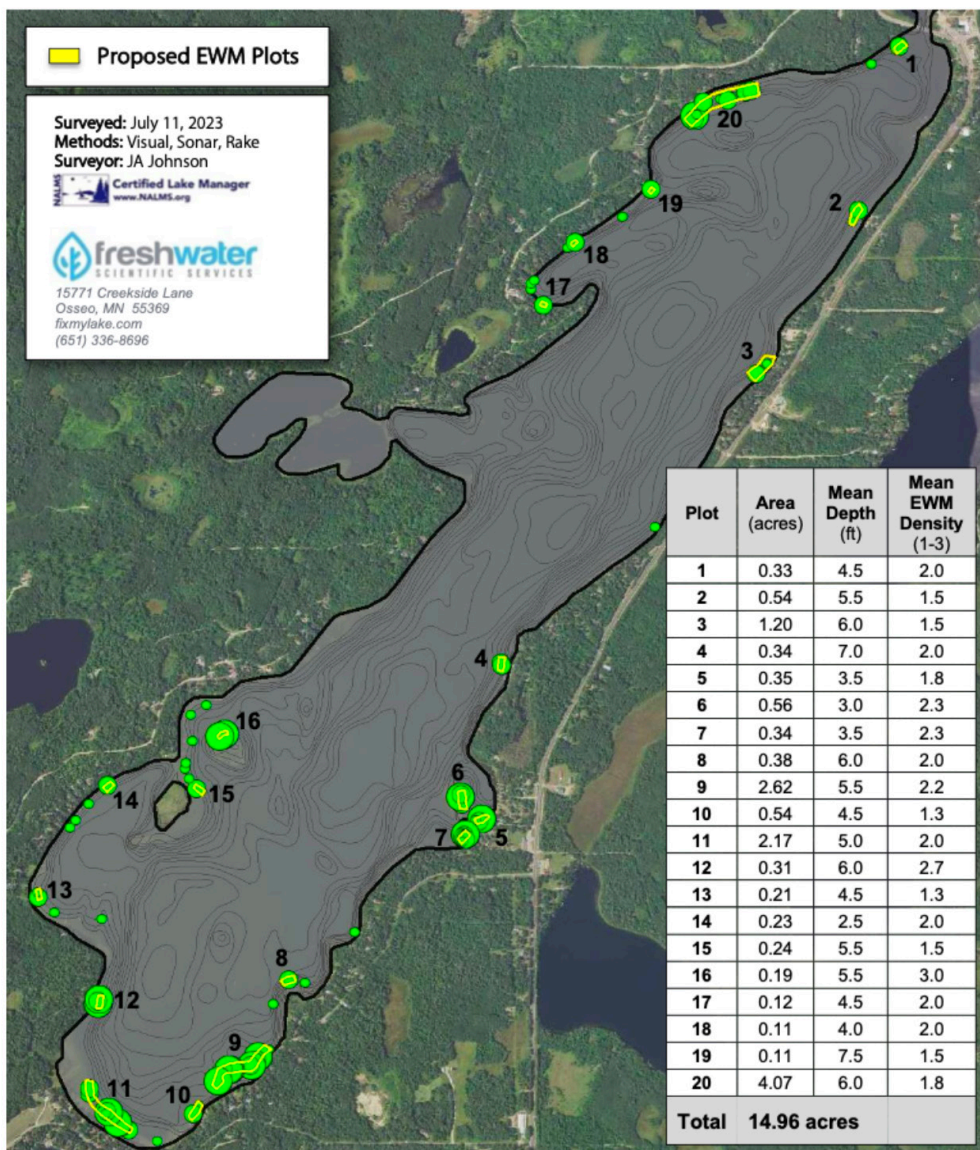 Proposed EWM Plots
Surveyed: July 11, 2023
Methods: Visual, Sonar, Rake
Surveyor: JA Johnson
NALMS
Certified Lake Manager
www.NALMS.org
freshwater
SCIENTIFIC SERVICES
15771 Creekside Lane
Osseo, MN 55369
fixmylake.com
(651) 336-8696
1
20
19
2
18
17
3
4
16
15
14
6
5
7
13
8
12
9
11
10
Plot Area (acres) Mean Depth (ft) Mean EWM Density (1-3)
1 0.33 4.5 2.0
2 0.54 5.5 1.5
3 1.20 6.0 1.5
4 0.34 7.0 2.0
5 0.35 3.5 1.8
6 0.56 3.0 2.3
7 0.34 3.5 2.3
8 0.38 6.0 2.0
9 2.62 5.5 2.2
10 0.54 4.5 1.3
11 2.17 5.0 2.0
12 0.31 6.0 2.7
13 0.21 4.5 1.3
14 0.23 2.5 2.0
15 0.24 5.5 1.5
16 0.19 5.5 3.0
17 0.12 4.5 2.0
18 0.11 4.0 2.0
19 0.11 7.5 1.5
20 4.07 6.0 1.8
Total 14.96 acres